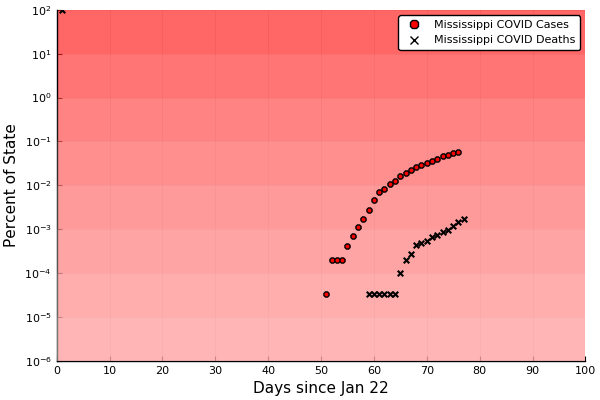 10²
Mississippi COVID Cases
Mississippi COVID Deaths
10¹
10⁰
10⁻¹
10⁻²
10⁻³
10⁻⁴
10⁻⁵
10⁻⁶
Percent of State
0 10 20 30 40 50 60 70 80 90 100
Days since Jan 22